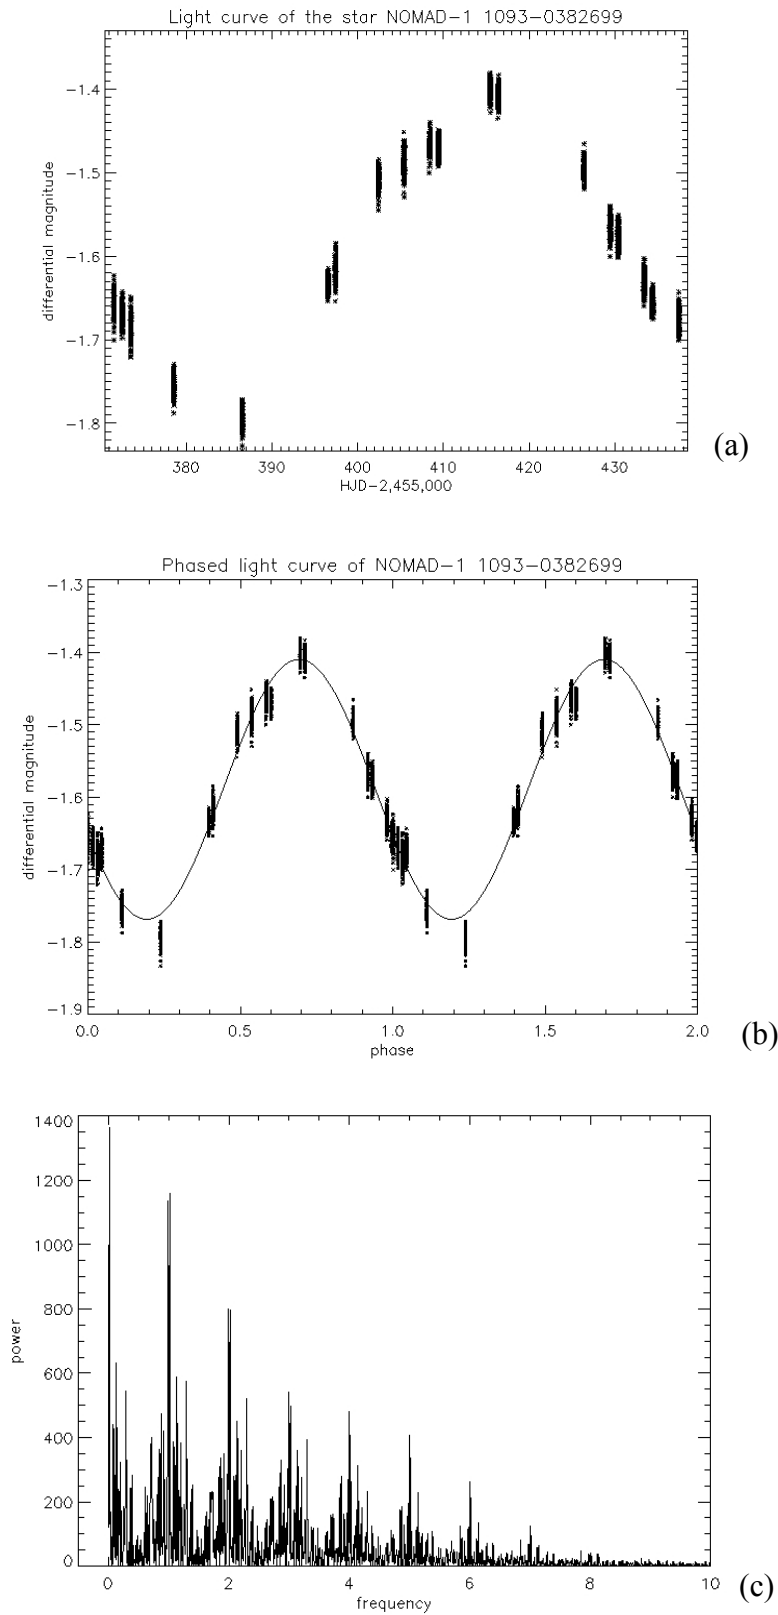 Light curve of the star NOMAD-1 1093-0382699
-1.4
-1.5
-1.6
-1.7
-1.8
differential magnitude
380 390 400 410 420 430
HJD-2,455,000
(a)
Phased light curve of NOMAD-1 1093-0382699
-1.3
-1.4
-1.5
-1.6
-1.7
-1.8
-1.9
differential magnitude
0.0 0.5 1.0 1.5 2.0
phase
(b)
1400
1200
1000
800
600
400
200
0
power
0 2 4 6 8 10
frequency
(c)